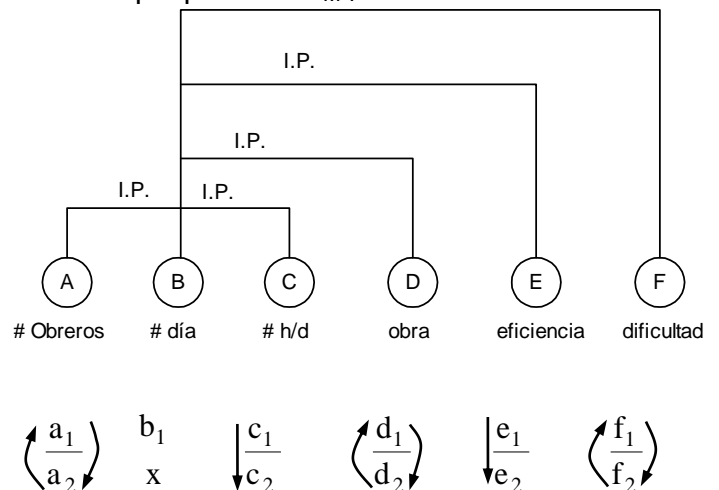 I.P.
I.P.
I.P. I.P.
A B C D E F
# Obreros # día # h/d obra eficiencia dificultad
a₁ b₁ c₁ d₁ e₁ f₁
a₂ x c₂ d₂ e₂ f₂